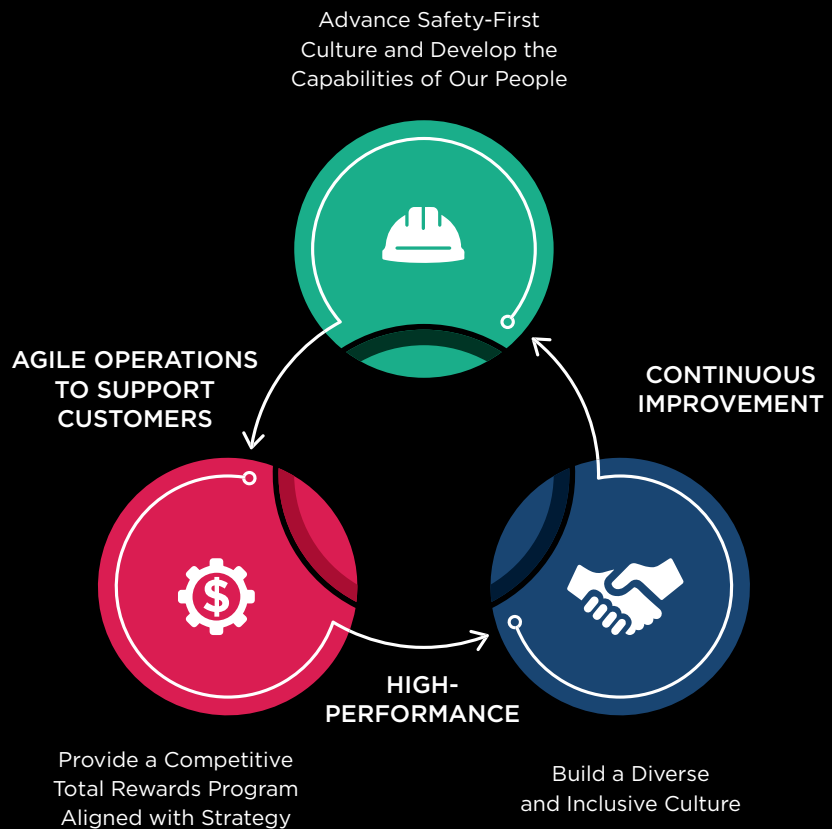 Advance Safety-First
Culture and Develop the
Capabilities of Our People
AGILE OPERATIONS
TO SUPPORT
CUSTOMERS
CONTINUOUS
IMPROVEMENT
$
HIGH-
PERFORMANCE
Provide a Competitive
Total Rewards Program
Aligned with Strategy
Build a Diverse
and Inclusive Culture